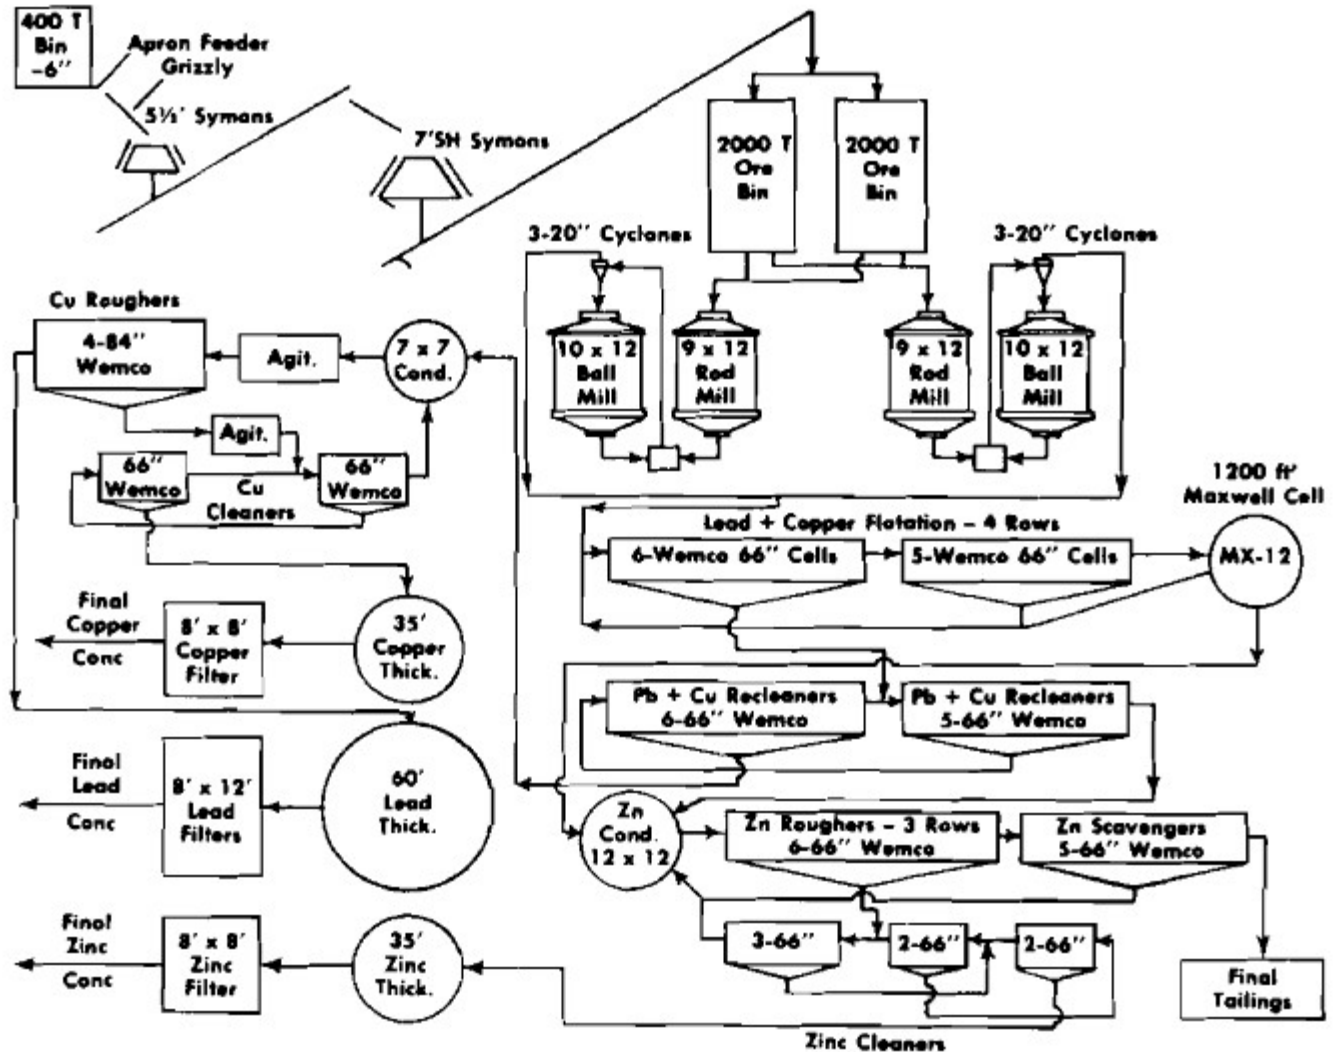 400 T
Bin
-6"
Apron Feeder
Grizzly
5½' Symans
7'SH Symons
2000 T
Ore
Bin
2000 T
Ore
Bin
3-20" Cyclones
3-20" Cyclones
10 x 12
Ball
Mill
9 x 12
Rod
Mill
9 x 12
Rod
Mill
10 x 12
Ball
Mill
Cu Roughers
4-84"
Wemco
Agit.
7 x 7
Cond.
Agit.
66"
Wemco
Cu
Cleaners
66"
Wemco
1200 ft'
Maxwell Cell
Lead + Copper Flotation - 4 Rows
6-Wemco 66" Cells
5-Wemco 66" Cells
MX-12
Final
Copper
Conc
8' x 8'
Copper
Filter
35'
Copper
Thick.
Pb + Cu Recleaners
6-66" Wemco
Pb + Cu Recleaners
5-66" Wemco
Final
Lead
Conc
8' x 12'
Lead
Filters
60'
Lead
Thick.
Zn
Cond.
12 x 12
Zn Roughers - 3 Rows
6-66" Wemco
Zn Scavengers
5-66" Wemco
Final
Zinc
Conc
8' x 8'
Zinc
Filter
35'
Zinc
Thick.
3-66"
2-66"
2-66"
Final
Tailings
Zinc Cleaners